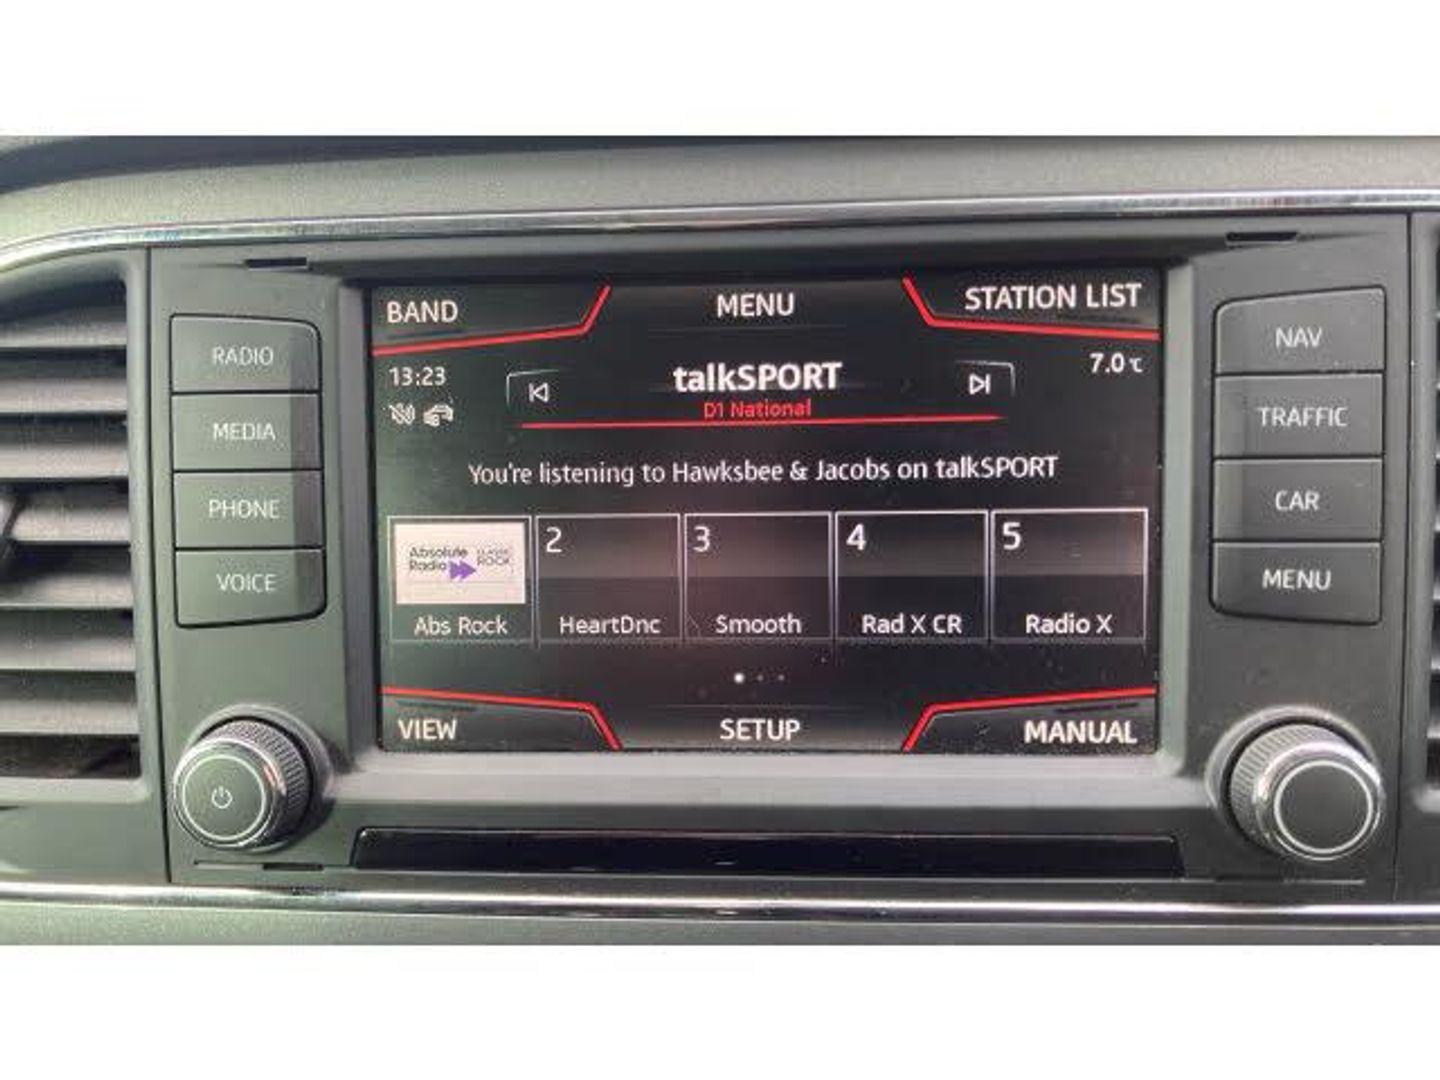 BAND
MENU
STATION LIST
RADIO
MEDIA
PHONE
VOICE
13:23
talkSPORT
D1 National
7.0°C
You're listening to Hawksbee & Jacobs on talkSPORT
Absolute Radio
CLASSIC ROCK
Abs Rock
2
HeartDnc
3
Smooth
4
Rad X CR
5
Radio X
VIEW
SETUP
MANUAL
NAV
TRAFFIC
CAR
MENU